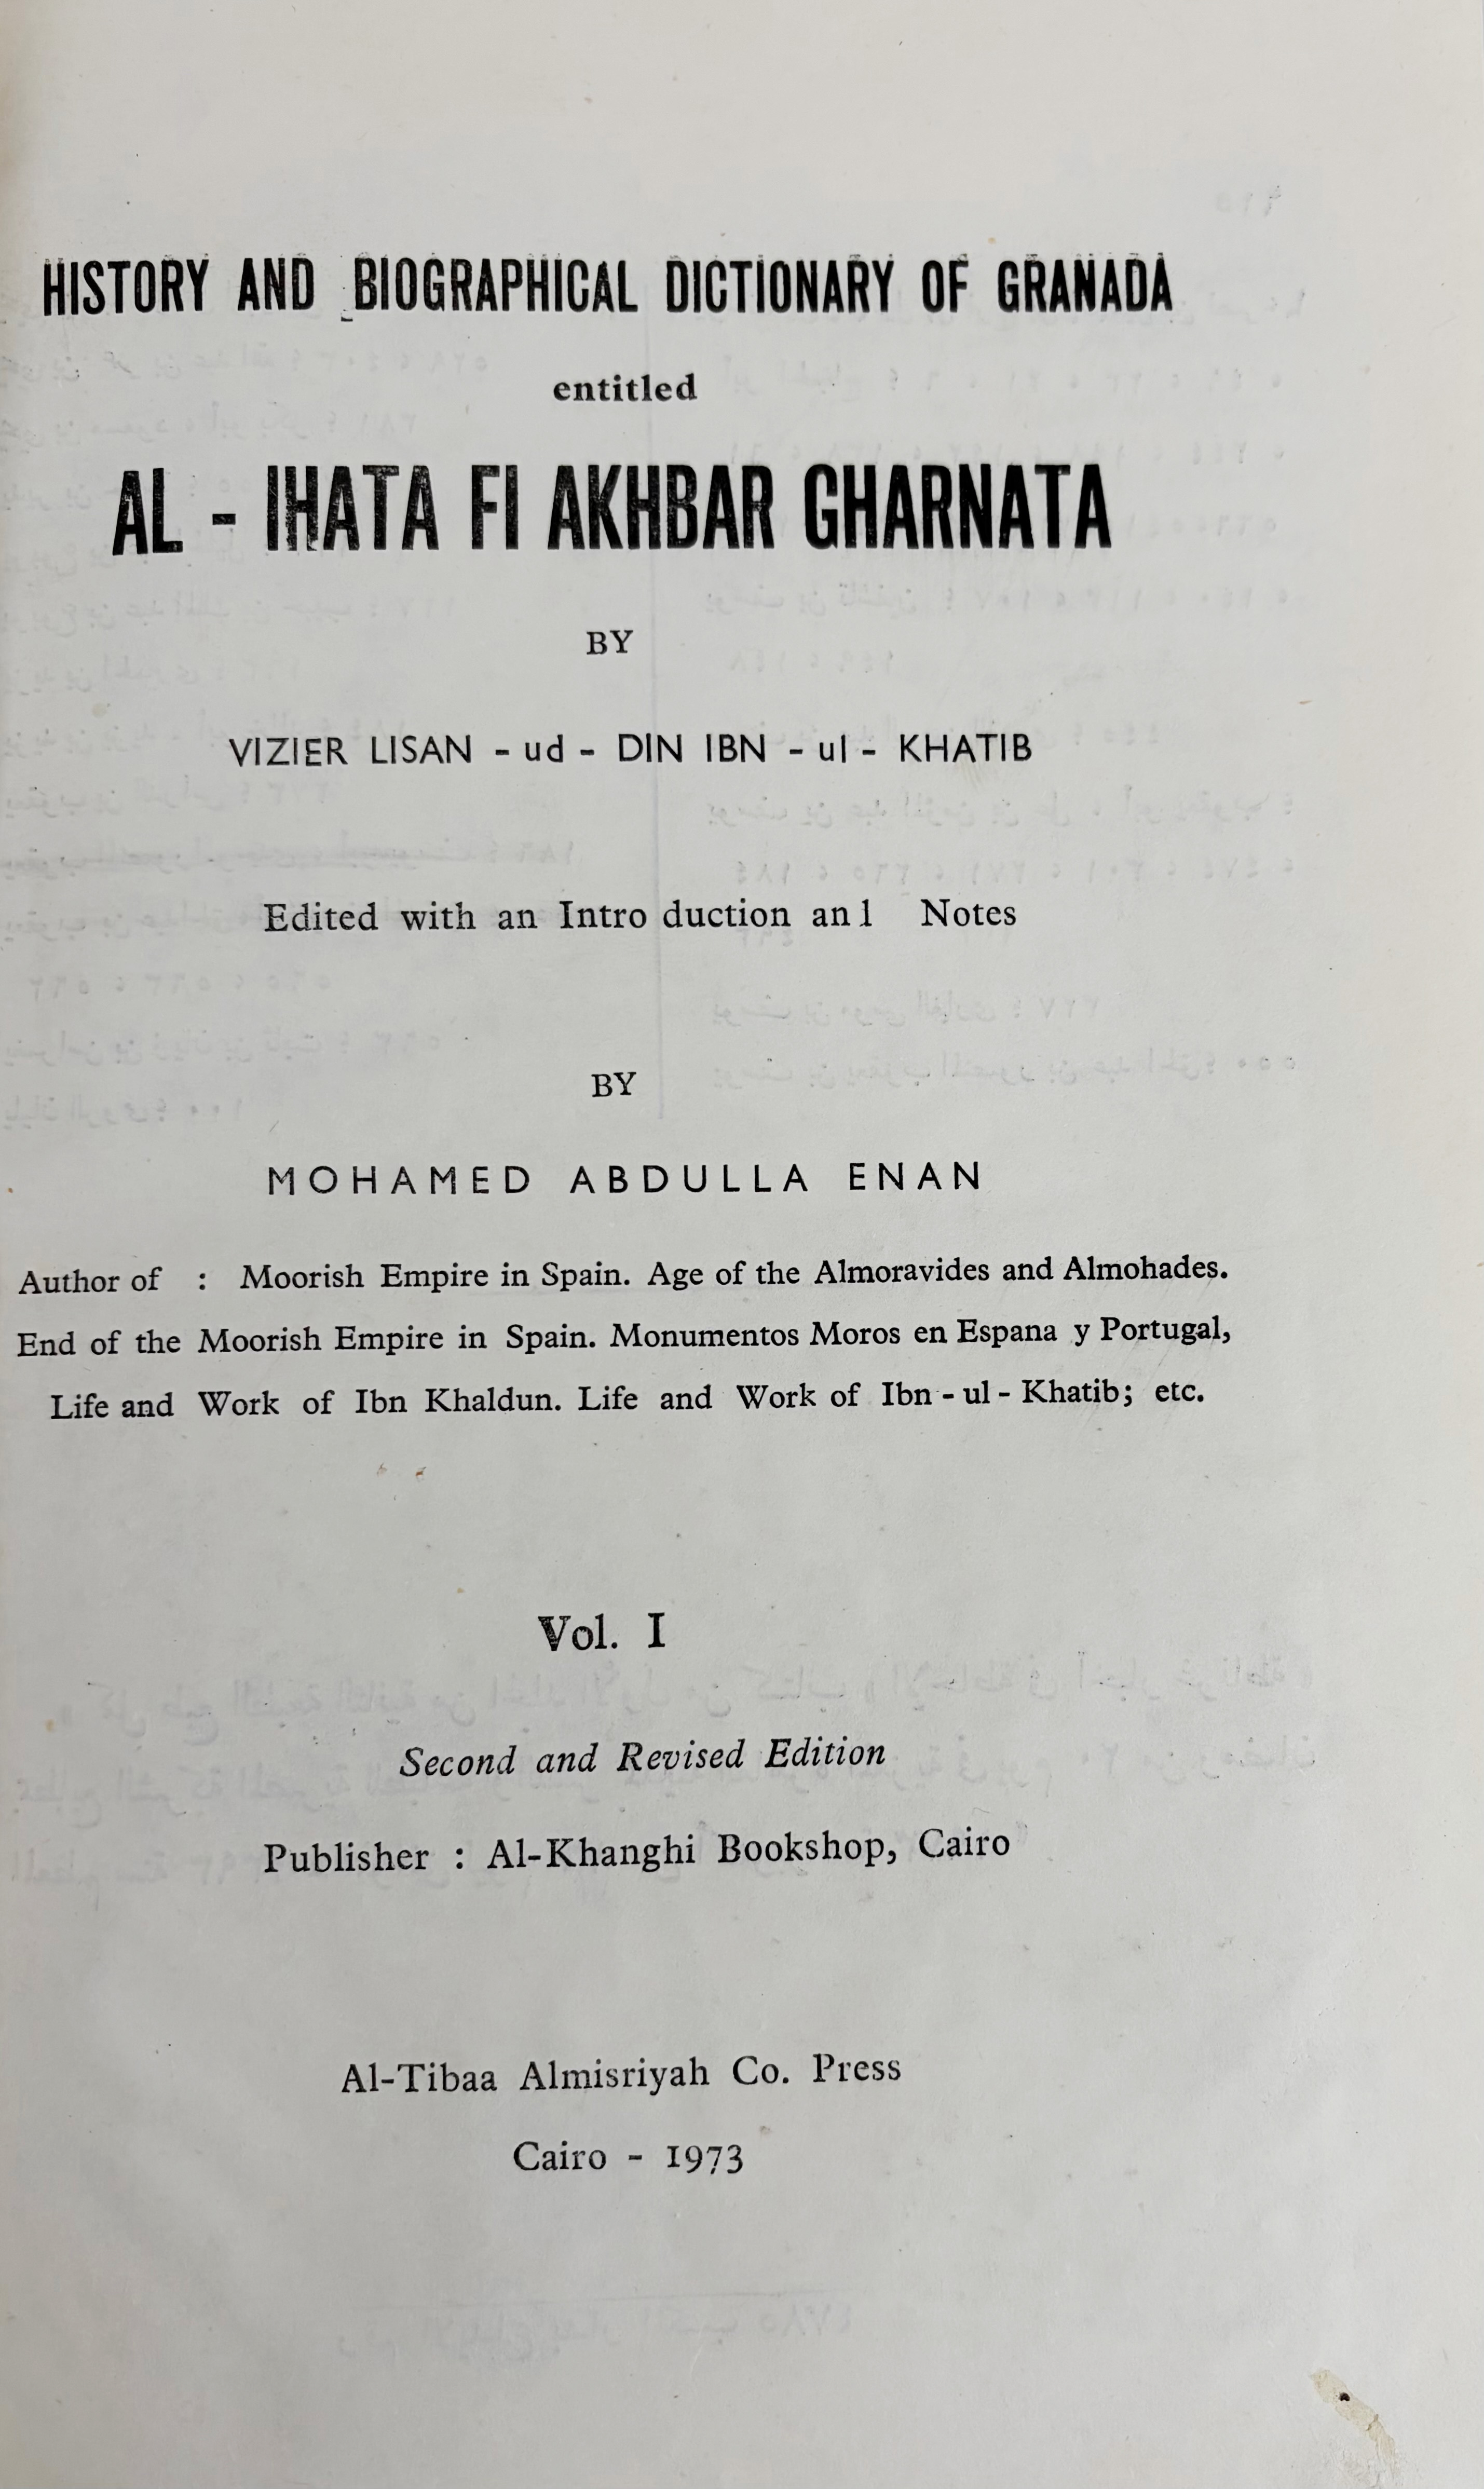 HISTORY AND BIOGRAPHICAL DICTIONARY OF GRANADA
entitled
AL - IHATA FI AKHBAR GHARNATA
BY
VIZIER LISAN - ud - DIN IBN - ul - KHATIB
Edited with an Intro duction an l Notes
BY
MOHAMED ABDULLA ENAN
Author of : Moorish Empire in Spain. Age of the Almoravides and Almohades.
End of the Moorish Empire in Spain. Monumentos Moros en Espana y Portugal,
Life and Work of Ibn Khaldun. Life and Work of Ibn - ul - Khatib; etc.
Vol. I
Second and Revised Edition
Publisher : Al-Khanghi Bookshop, Cairo
Al-Tibaa Almisriyah Co. Press
Cairo - 1973